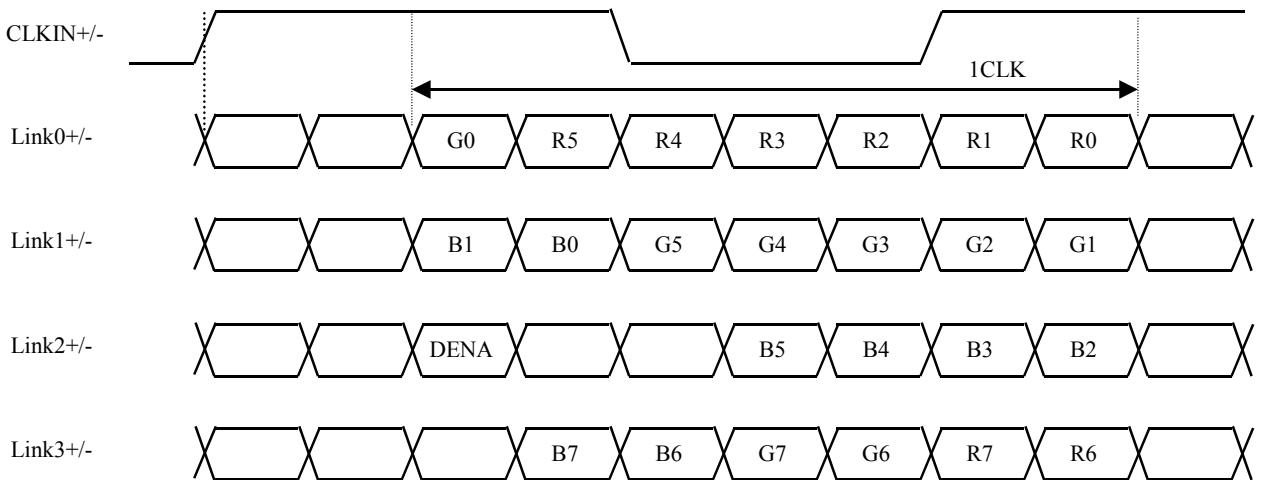 CLKIN+/-
1CLK
Link0+/- G0 R5 R4 R3 R2 R1 R0
Link1+/- B1 B0 G5 G4 G3 G2 G1
Link2+/- DENA B5 B4 B3 B2
Link3+/- B7 B6 G7 G6 R7 R6